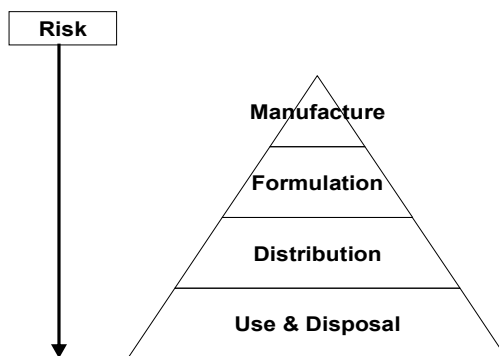 Risk
Manufacture
Formulation
Distribution
Use & Disposal